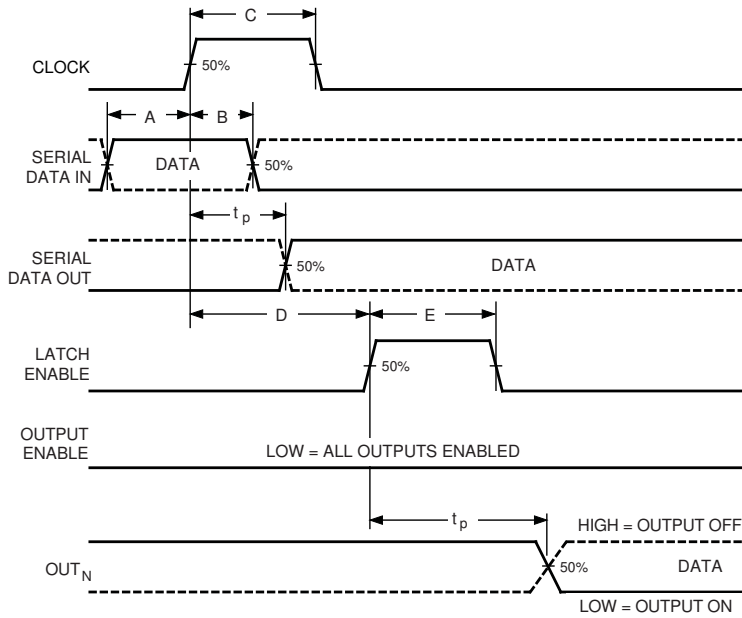 C
CLOCK
50%
A
B
SERIAL
DATA IN
DATA
50%
t p
SERIAL
DATA OUT
50%
DATA
D
E
LATCH
ENABLE
50%
OUTPUT
ENABLE
LOW = ALL OUTPUTS ENABLED
t p
HIGH = OUTPUT OFF
OUT N
50%
DATA
LOW = OUTPUT ON